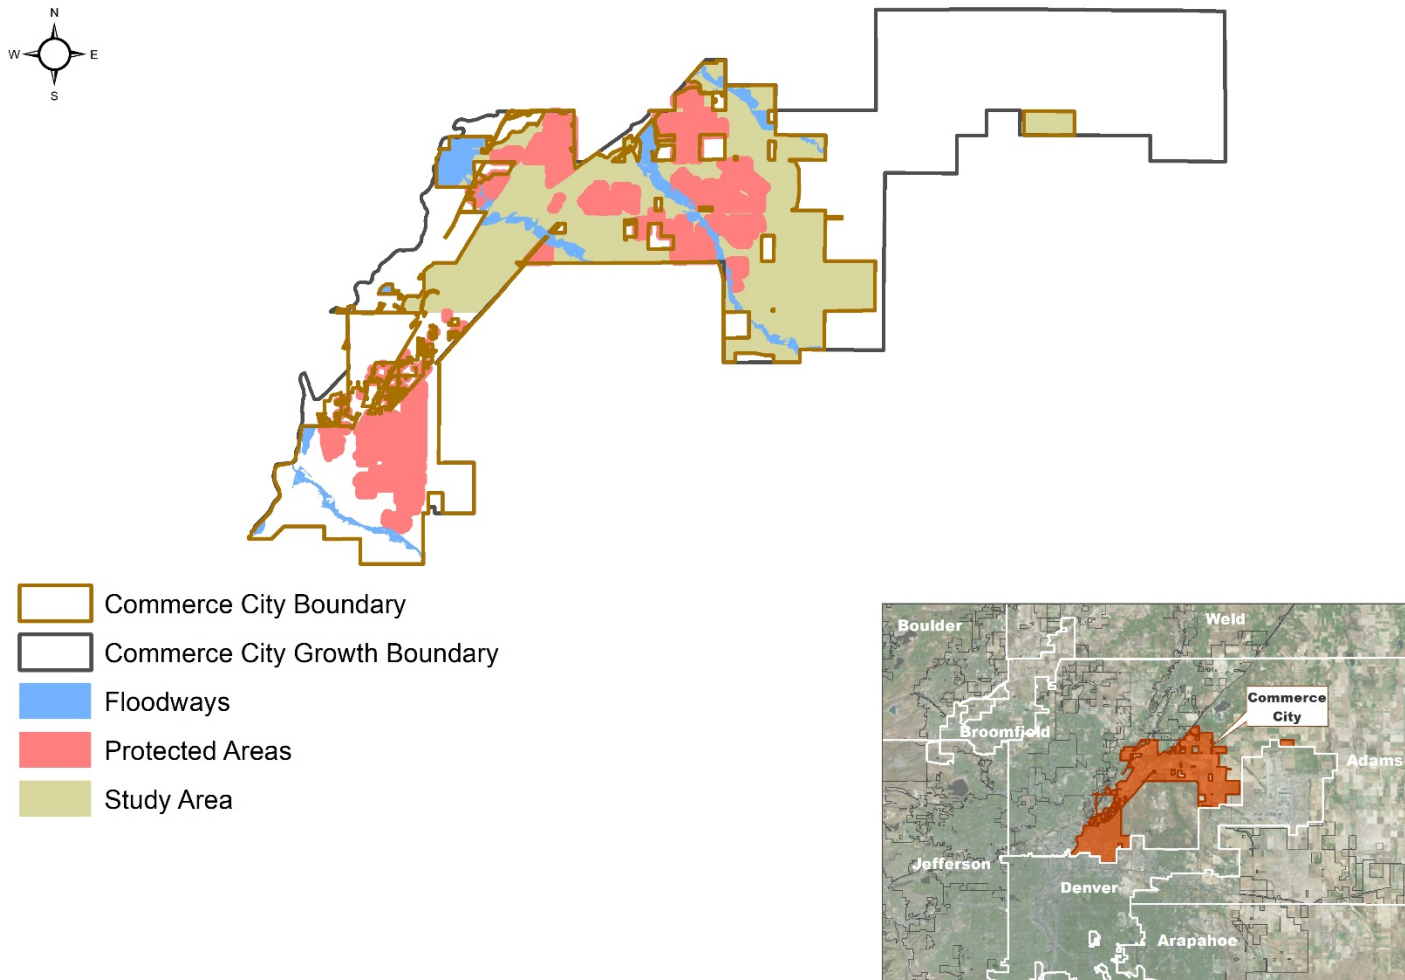 N
W E
S
Commerce City Boundary
Commerce City Growth Boundary
Floodways
Protected Areas
Study Area
Boulder
Weld
Commerce
City
Broomfield
Adams
Jefferson
Denver
Arapahoe